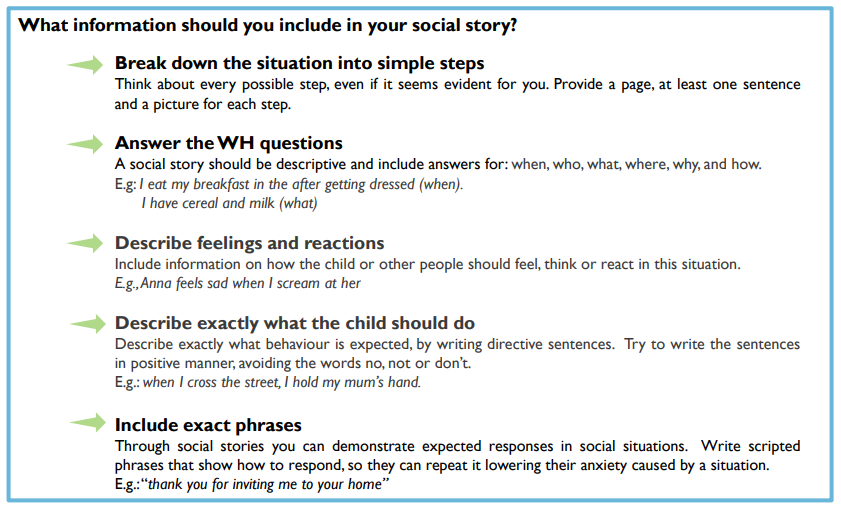 What information should you include in your social story?
Break down the situation into simple steps
Think about every possible step, even if it seems evident for you. Provide a page, at least one sentence
and a picture for each step.
Answer the WH questions
A social story should be descriptive and include answers for: when, who, what, where, why, and how.
E.g: I eat my breakfast in the after getting dressed (when).
I have cereal and milk (what)
Describe feelings and reactions
Include information on how the child or other people should feel, think or react in this situation.
E.g., Anna feels sad when I scream at her
Describe exactly what the child should do
Describe exactly what behaviour is expected, by writing directive sentences. Try to write the sentences
in positive manner, avoiding the words no, not or don't.
E.g.: when I cross the street, I hold my mum's hand.
Include exact phrases
Through social stories you can demonstrate expected responses in social situations. Write scripted
phrases that show how to respond, so they can repeat it lowering their anxiety caused by a situation.
E.g.: “thank you for inviting me to your home”